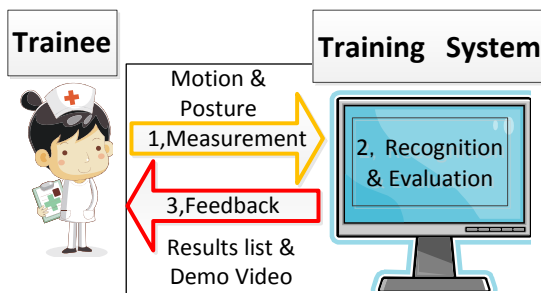 Trainee
Training System
Motion &
Posture
1,Measurement
2, Recognition
& Evaluation
3,Feedback
Results list &
Demo Video